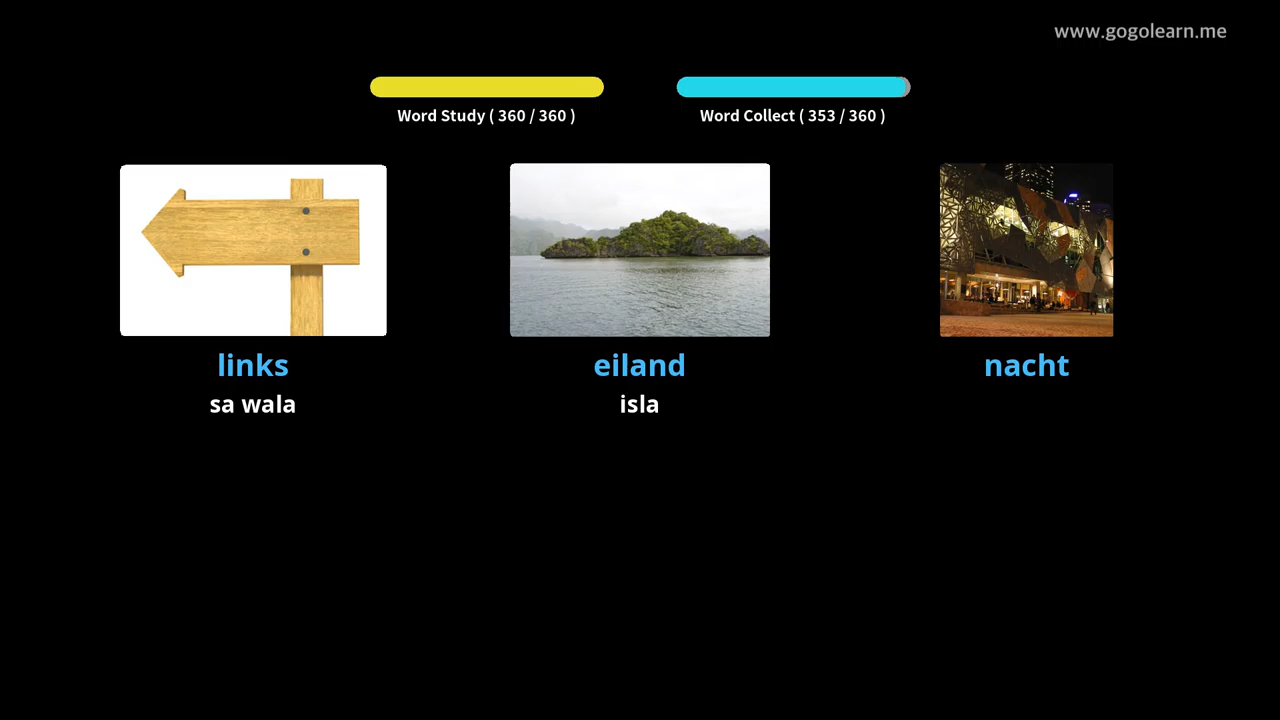 www.gogolearn.me
Word Study ( 360 / 360 )
Word Collect ( 353 / 360 )
links
eiland
nacht
sa wala
isla